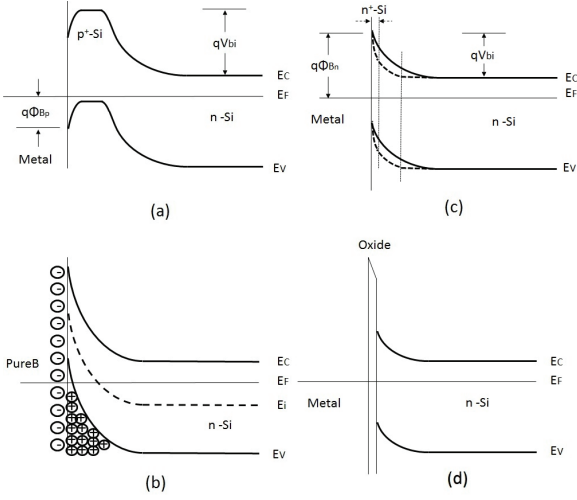 p⁺-Si
qVbi
EC
EF
qΦBp
n -Si
Metal
EV
(a)
n⁺-Si
qΦBn
qVbi
EC
EF
Metal
n -Si
EV
(c)
PureB
EC
EF
Ei
n -Si
EV
(b)
Oxide
EC
EF
Metal
n -Si
EV
(d)